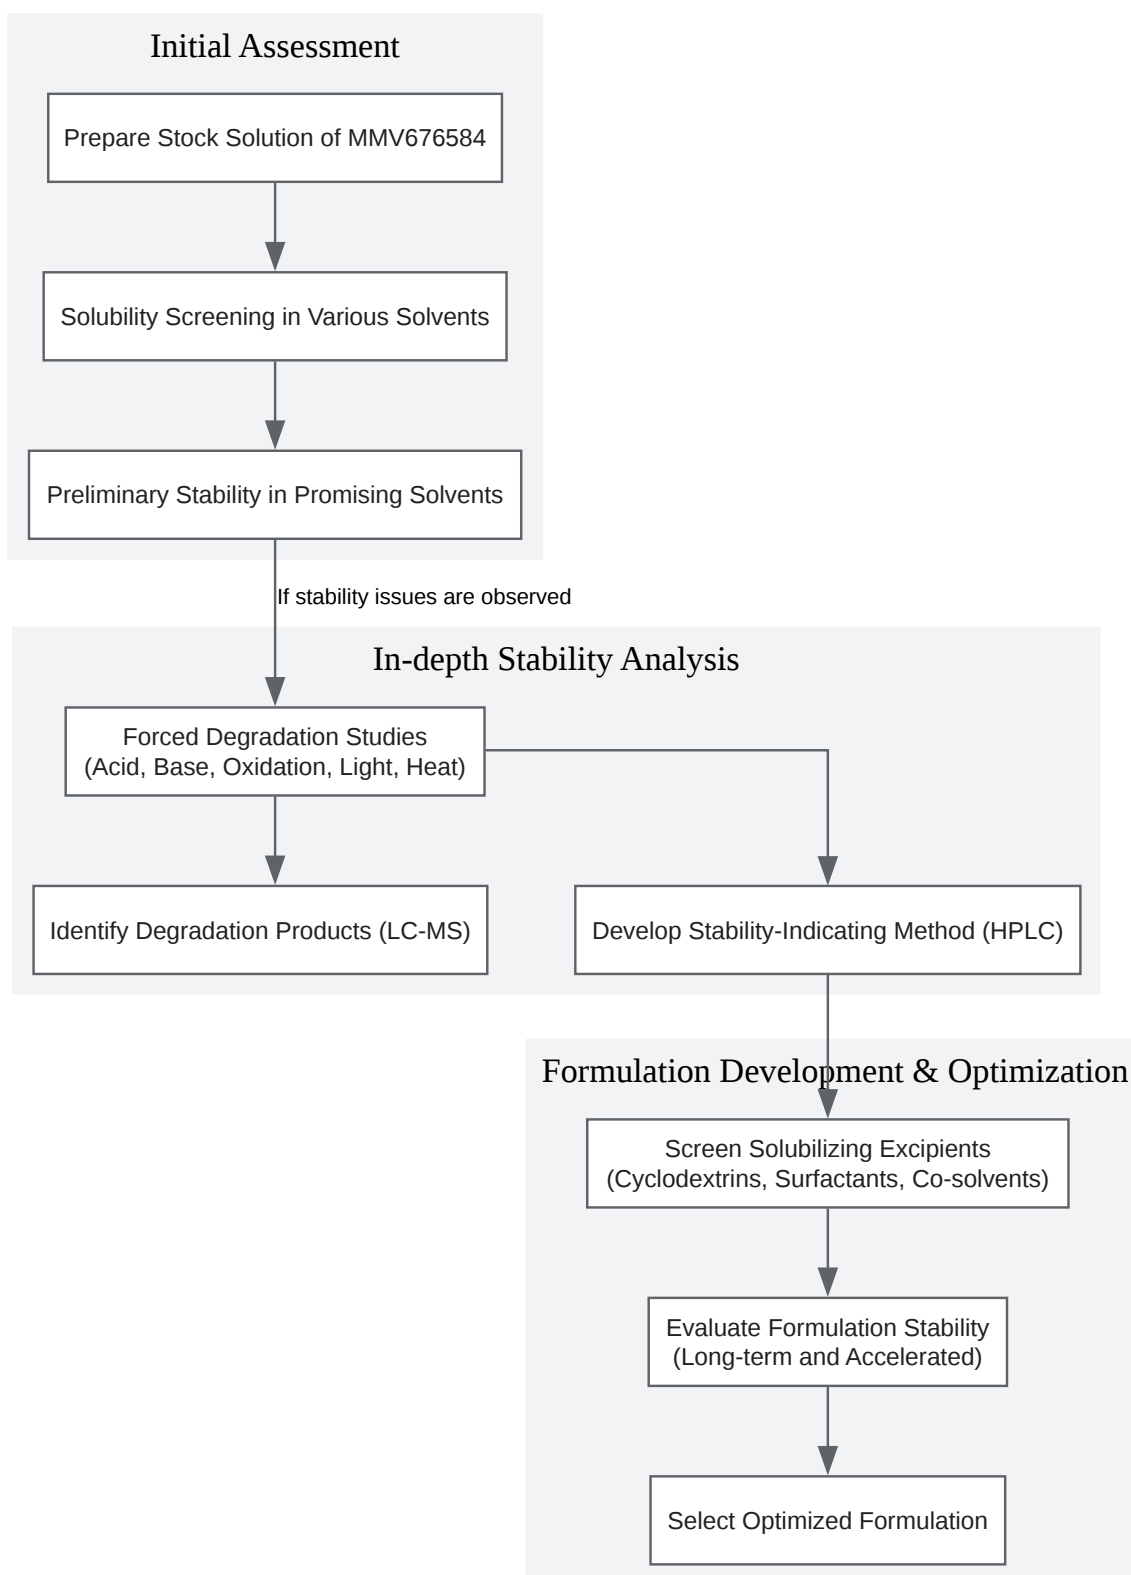 Initial Assessment
Prepare Stock Solution of MMV676584
Solubility Screening in Various Solvents
Preliminary Stability in Promising Solvents
If stability issues are observed
In-depth Stability Analysis
Forced Degradation Studies
(Acid, Base, Oxidation, Light, Heat)
Identify Degradation Products (LC-MS)
Develop Stability-Indicating Method (HPLC)
Formulation Development & Optimization
Screen Solubilizing Excipients
(Cyclodextrins, Surfactants, Co-solvents)
Evaluate Formulation Stability
(Long-term and Accelerated)
Select Optimized Formulation